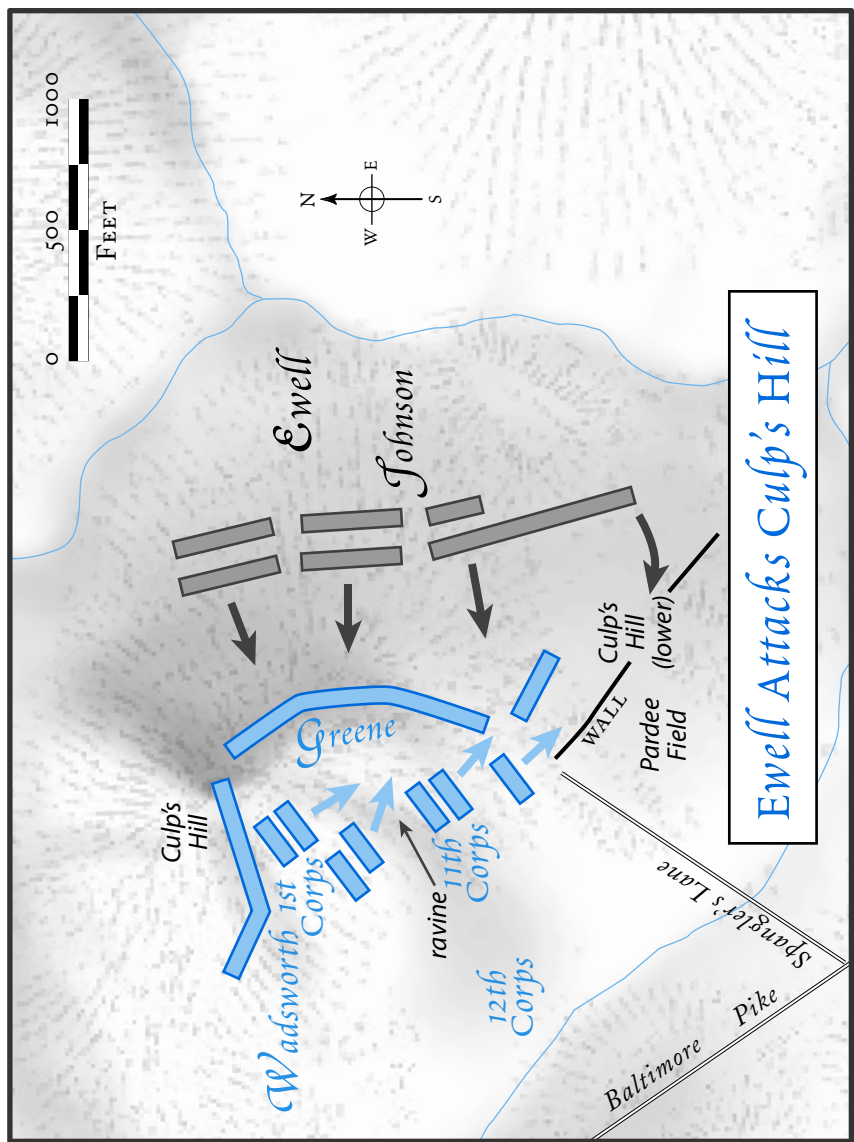 0 500 1000
FEET
N
W E
S
Ewell
Johnson
Culp's
Hill
Greene
Wadsworth 1st
Corps
ravine
11th
Corps
12th
Corps
Culp's
Hill
(lower)
WALL
Pardee
Field
Spangler's Lane
Baltimore Pike
Ewell Attacks Culp's Hill